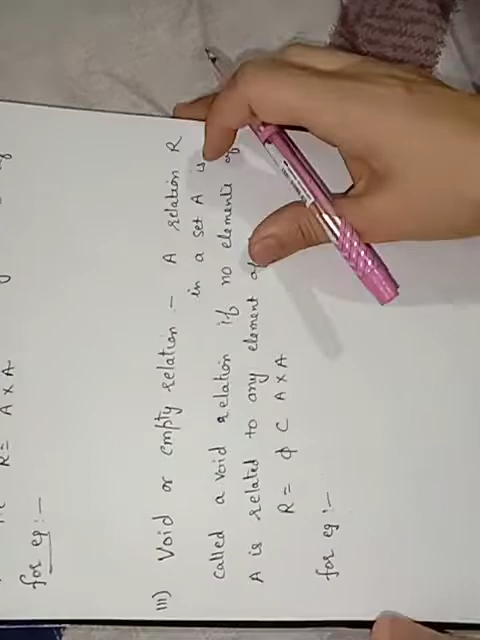 R = A × A
for eg :-
III) Void or empty relation - A relation R
in a set A is
called a void relation if no elemente of
A is related to any element of
R = ϕ ⊂ A × A
for eg :-